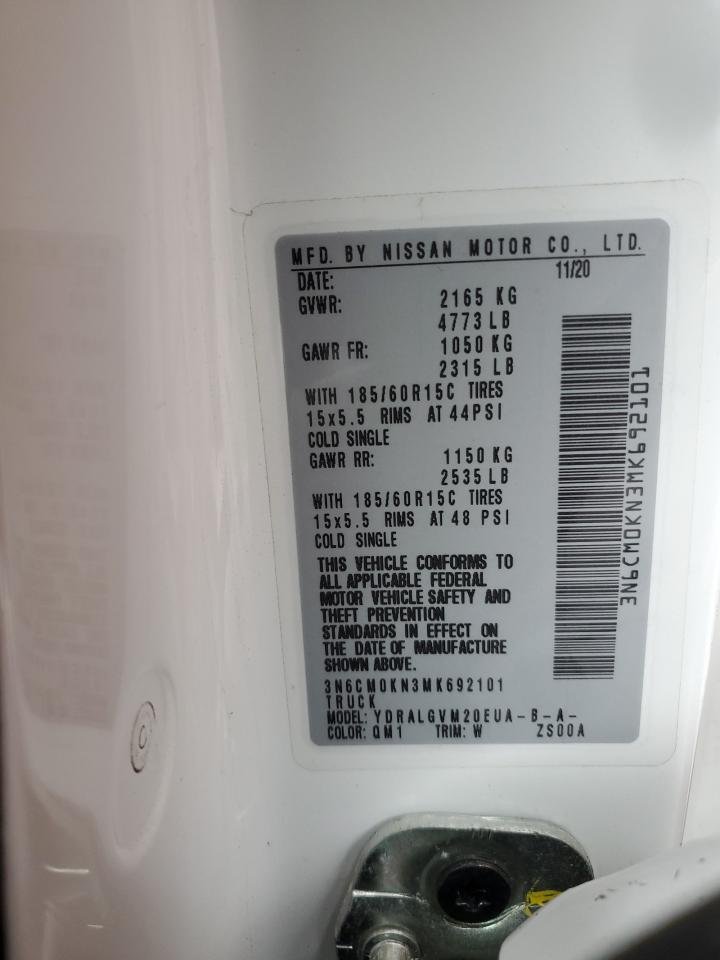 MFD. BY NISSAN MOTOR CO., LTD.
DATE: 11/20
GVWR: 2165 KG
4773 LB
GAWR FR: 1050 KG
2315 LB
WITH 185/60R15C TIRES
15x5.5 RIMS AT 44PSI
COLD SINGLE
GAWR RR: 1150 KG
2535 LB
WITH 185/60R15C TIRES
15x5.5 RIMS AT 48 PSI
COLD SINGLE
THIS VEHICLE CONFORMS TO
ALL APPLICABLE FEDERAL
MOTOR VEHICLE SAFETY AND
THEFT PREVENTION
STANDARDS IN EFFECT ON
THE DATE OF MANUFACTURE
SHOWN ABOVE.
3N6CM0KN3MK692101
TRUCK
MODEL: YDRALGVM20EUA-B-A-
COLOR: QM1 TRIM: W ZS00A
3N6CM0KN3MK692101